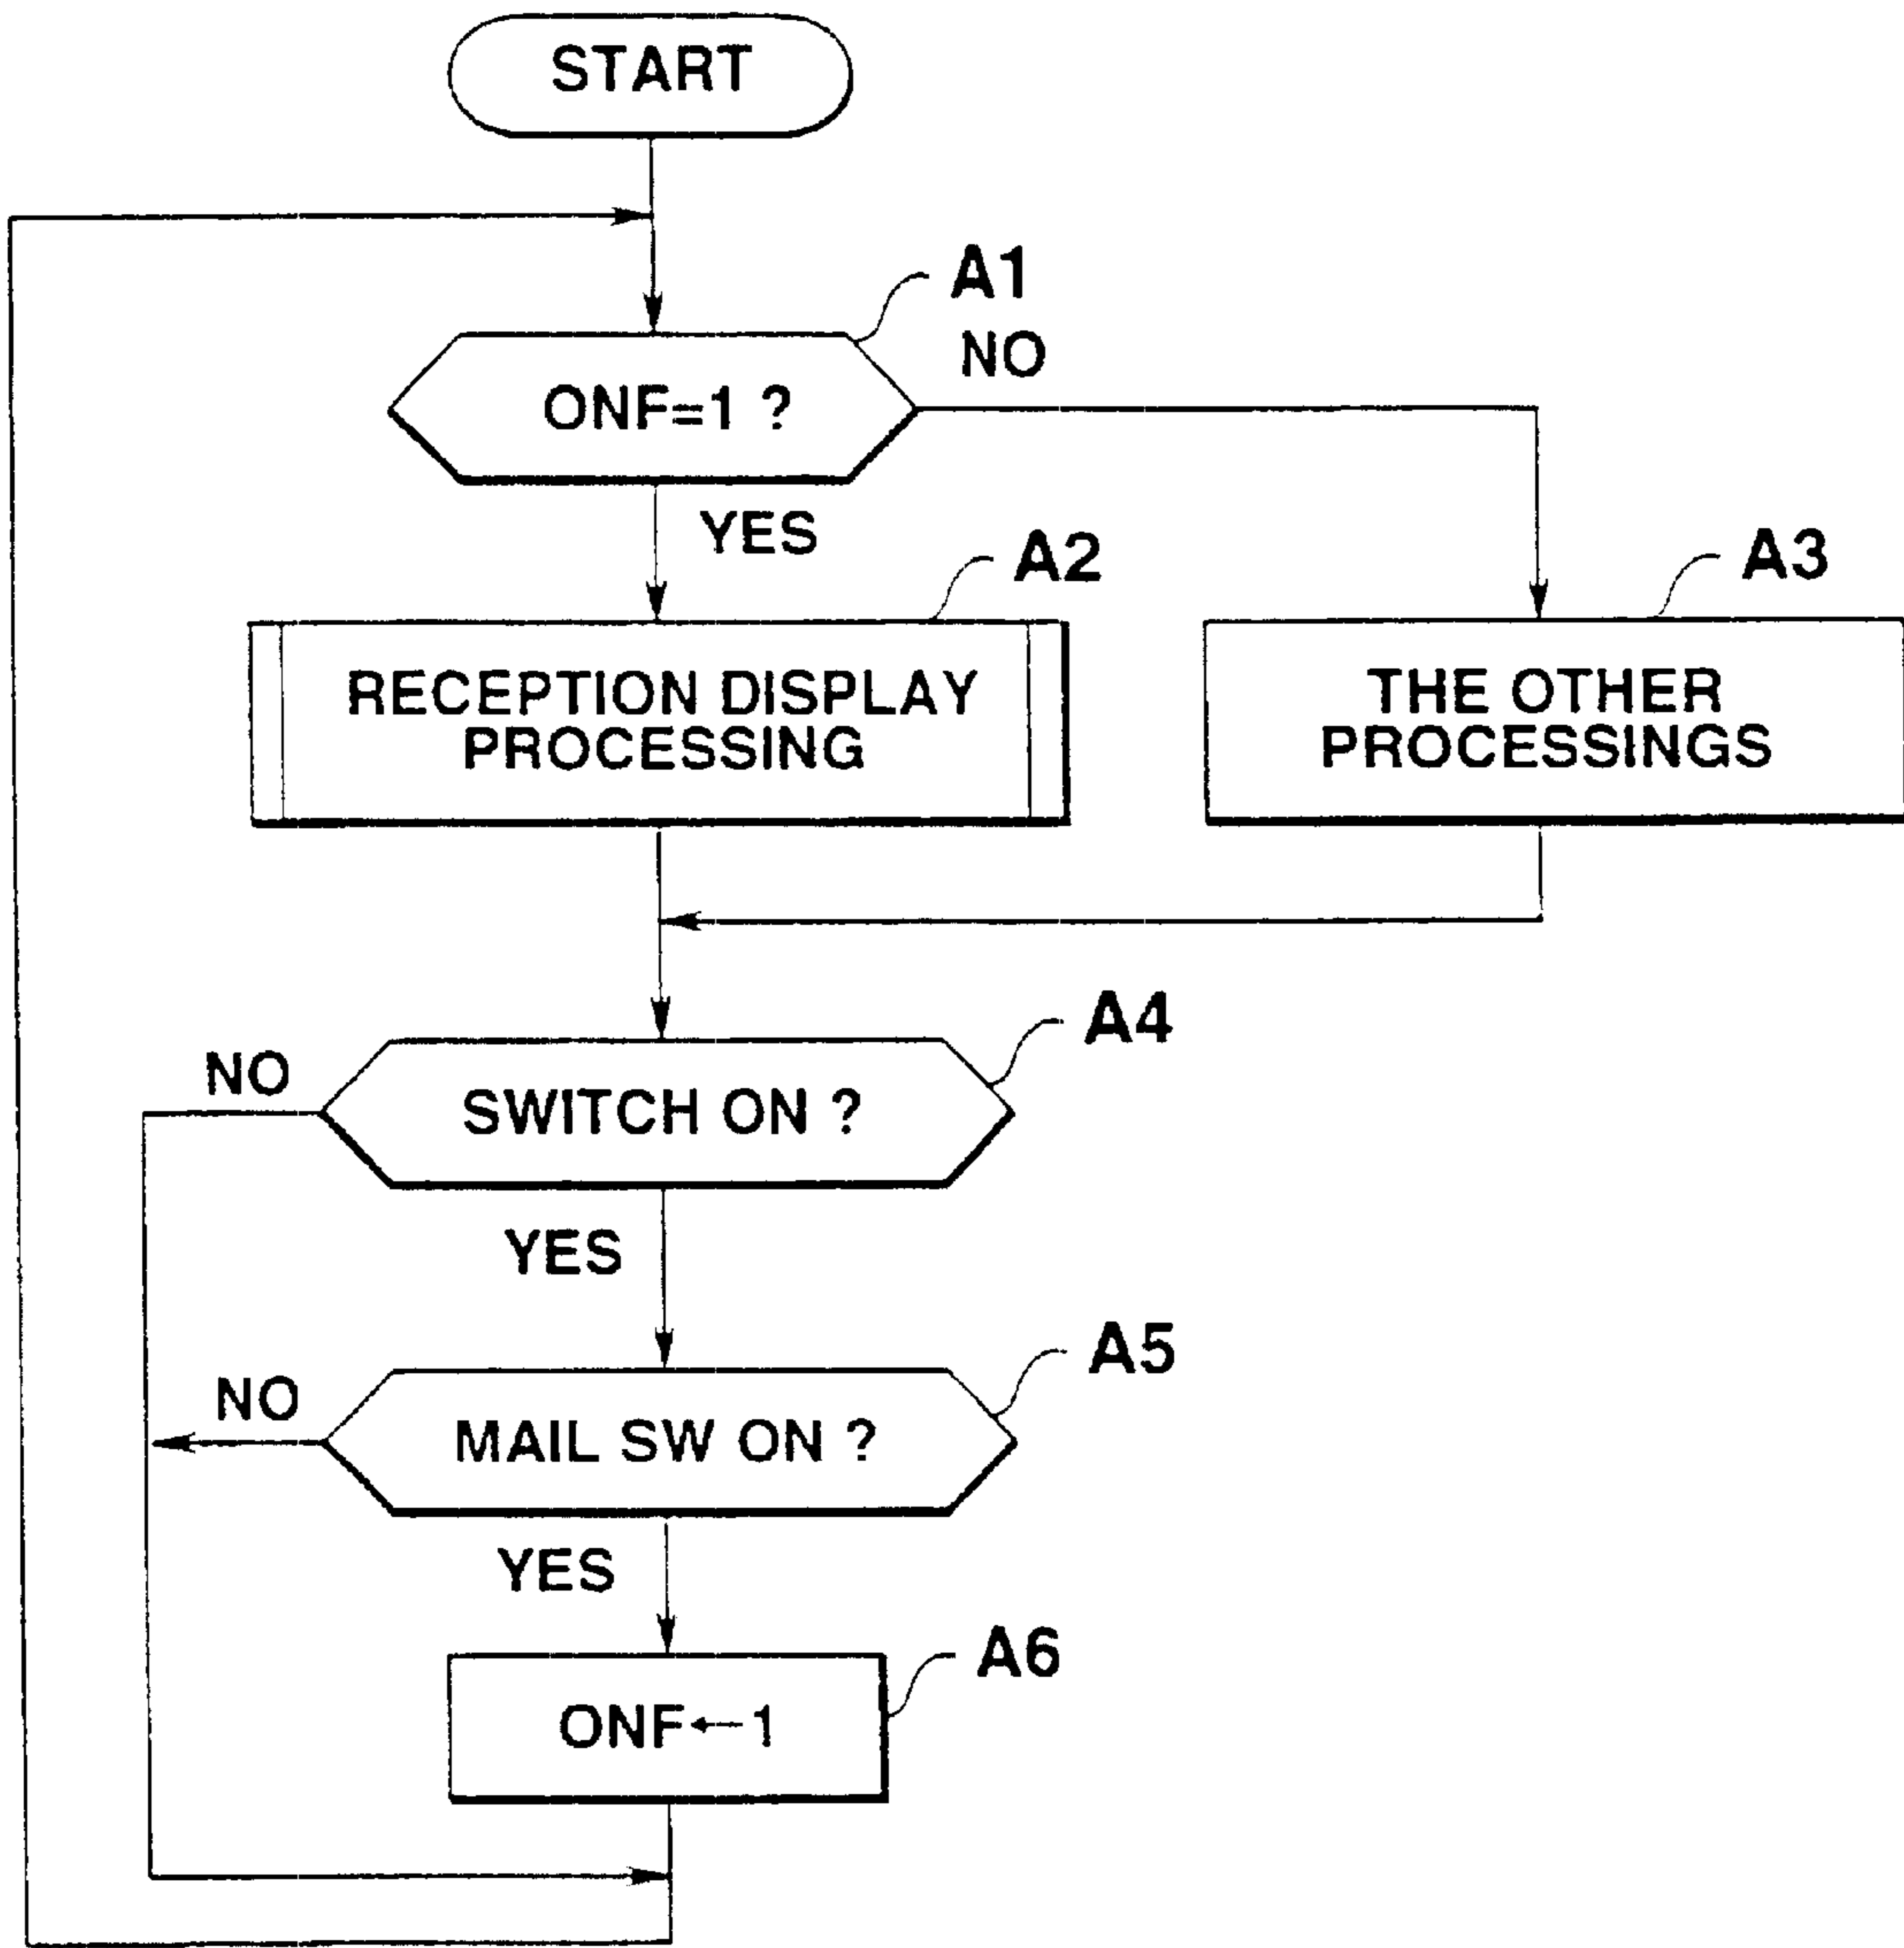 START
A1
NO
ONF=1 ?
YES
A2
A3
RECEPTION DISPLAY
PROCESSING
THE OTHER
PROCESSINGS
A4
NO
SWITCH ON ?
YES
A5
NO
MAIL SW ON ?
YES
A6
ONF←1